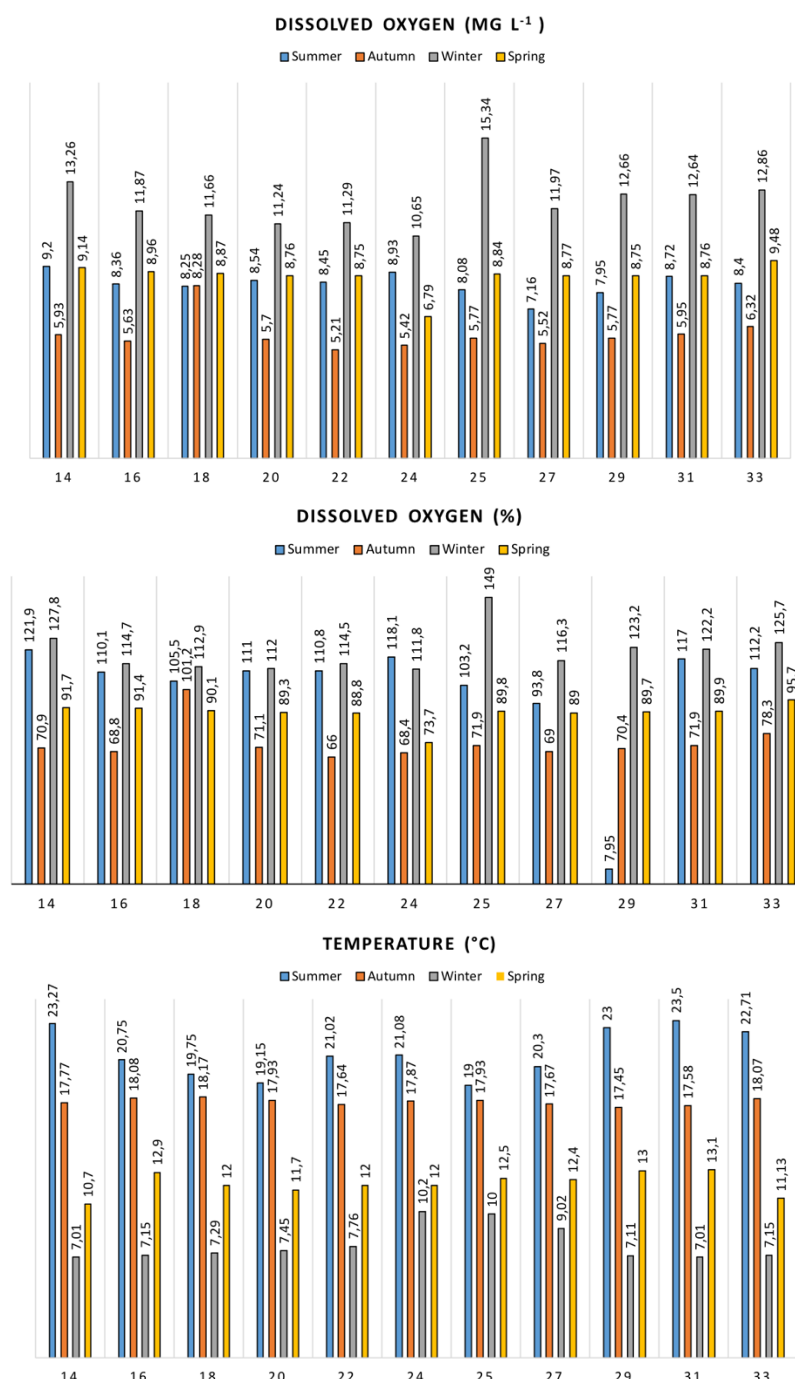 DISSOLVED OXYGEN (MG L-1 )
Summer Autumn Winter Spring
9,2 5,93 13,26 9,14 8,36 5,63 11,87 8,96 8,25 8,28 11,66 8,87 8,54 5,7 11,24 8,76 8,45 5,21 11,29 8,75 8,93 5,42 10,65 6,79 8,08 5,77 15,34 8,84 7,16 5,52 11,97 8,77 7,95 5,77 12,66 8,75 8,72 5,95 12,64 8,76 8,4 6,32 12,86 9,48
14 16 18 20 22 24 25 27 29 31 33
DISSOLVED OXYGEN (%)
Summer Autumn Winter Spring
121,9 70,9 127,8 91,7 110,1 68,8 114,7 91,4 105,5 101,2 112,9 90,1 111 71,1 112 89,3 110,8 66 114,5 88,8 118,1 68,4 111,8 73,7 103,2 71,9 149 89,8 93,8 69 116,3 89 7,95 70,4 123,2 89,7 117 71,9 122,2 89,9 112,2 78,3 125,7 95,7
14 16 18 20 22 24 25 27 29 31 33
TEMPERATURE (°C)
Summer Autumn Winter Spring
23,27 17,77 7,01 10,7 20,75 18,08 7,15 12,9 19,75 18,17 7,29 12 19,15 17,93 7,45 11,7 21,02 17,64 7,76 12 21,08 17,87 10,2 12 19 17,93 10 12,5 20,3 17,67 9,02 12,4 23 17,45 7,11 13 23,5 17,58 7,01 13,1 22,71 18,07 7,15 11,13
14 16 18 20 22 24 25 27 29 31 33